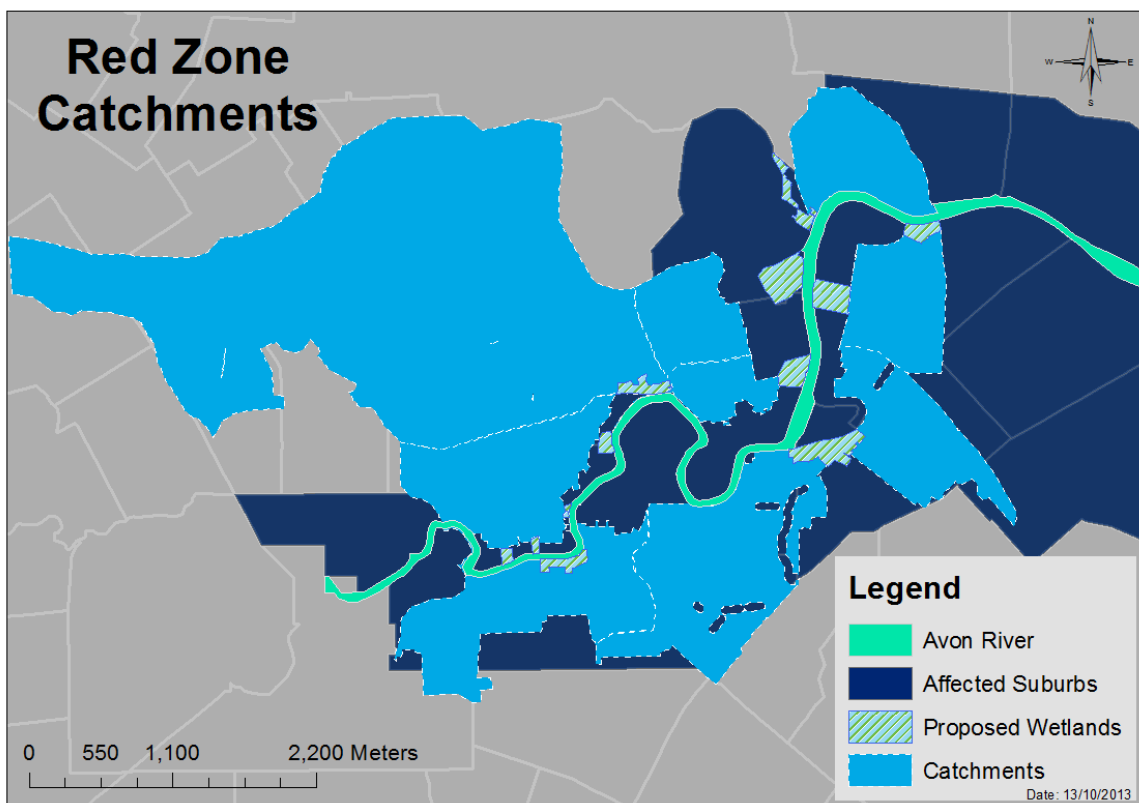 Red Zone
Catchments
N
W
E
S
Legend
Avon River
Affected Suburbs
Proposed Wetlands
Catchments
0 550 1,100 2,200 Meters
Date: 13/10/2013